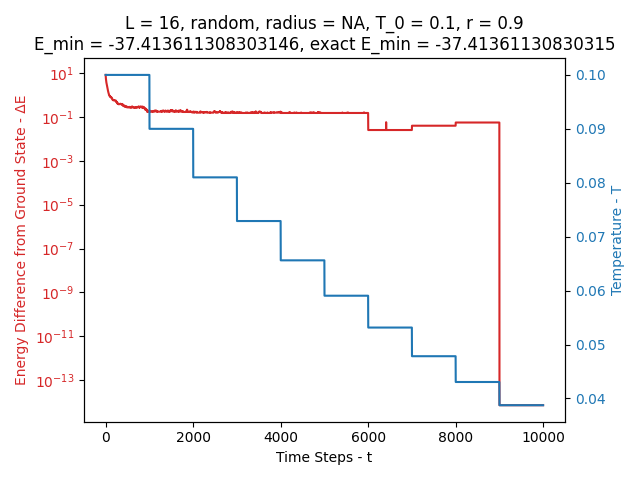 L = 16, random, radius = NA, T_0 = 0.1, r = 0.9
E_min = -37.413611308303146, exact E_min = -37.41361130830315
10¹
10⁻¹
10⁻³
10⁻⁵
10⁻⁷
10⁻⁹
10⁻¹¹
10⁻¹³
Energy Difference from Ground State - ΔE
0.10
0.09
0.08
0.07
0.06
0.05
0.04
Temperature - T
0 2000 4000 6000 8000 10000
Time Steps - t